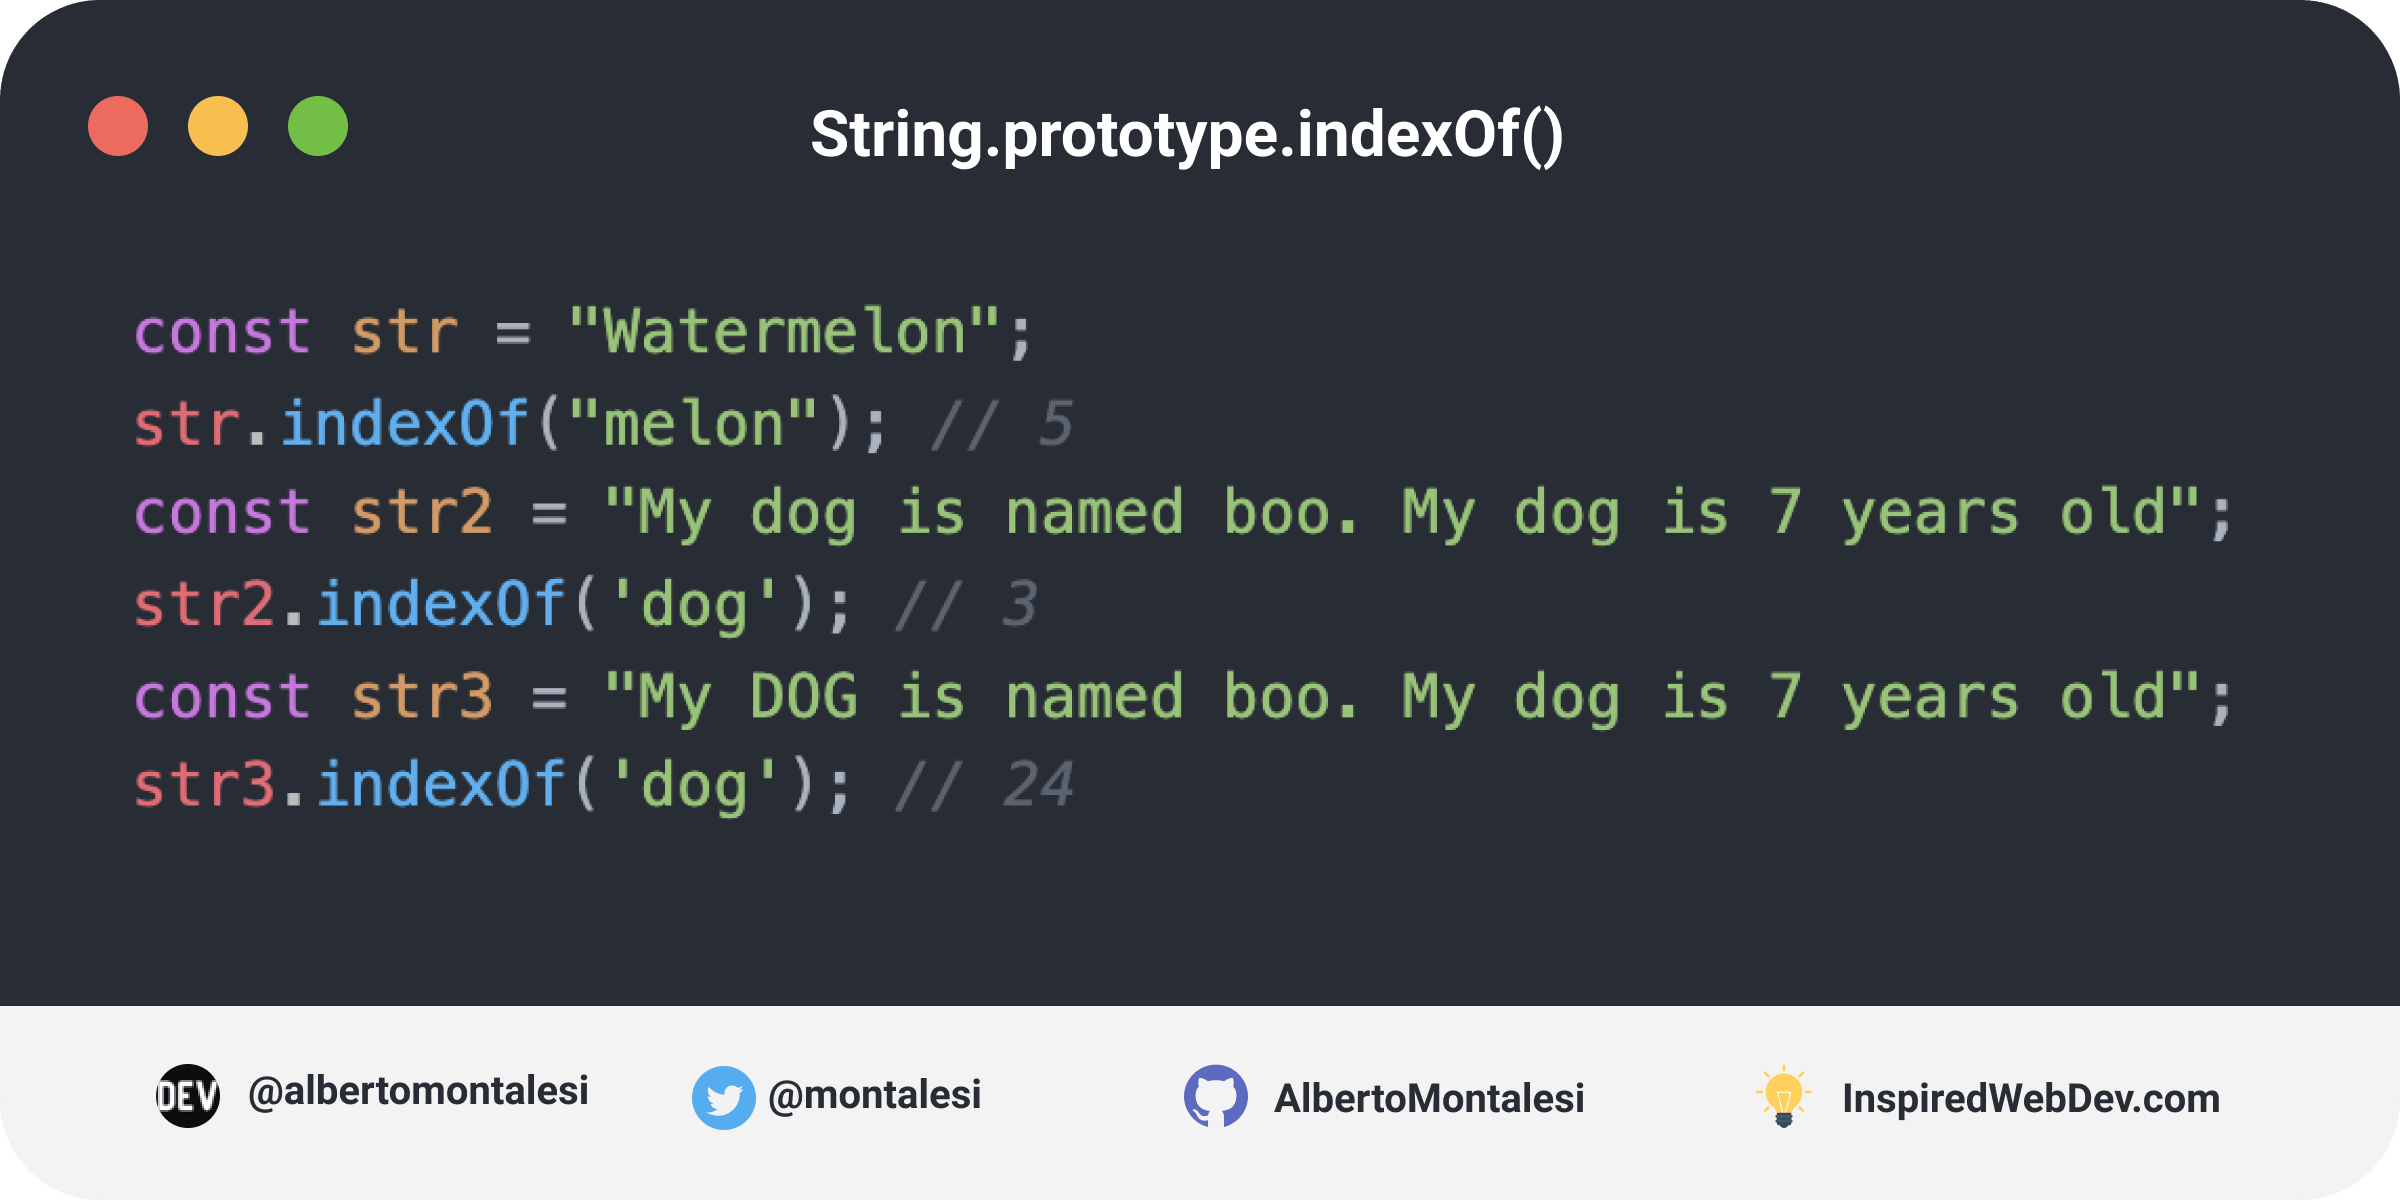 String.prototype.indexOf()
const str = "Watermelon";
str.indexOf("melon"); // 5
const str2 = "My dog is named boo. My dog is 7 years old";
str2.indexOf('dog'); // 3
const str3 = "My DOG is named boo. My dog is 7 years old";
str3.indexOf('dog'); // 24
DEV @albertomontalesi @montalesi AlbertoMontalesi InspiredWebDev.com